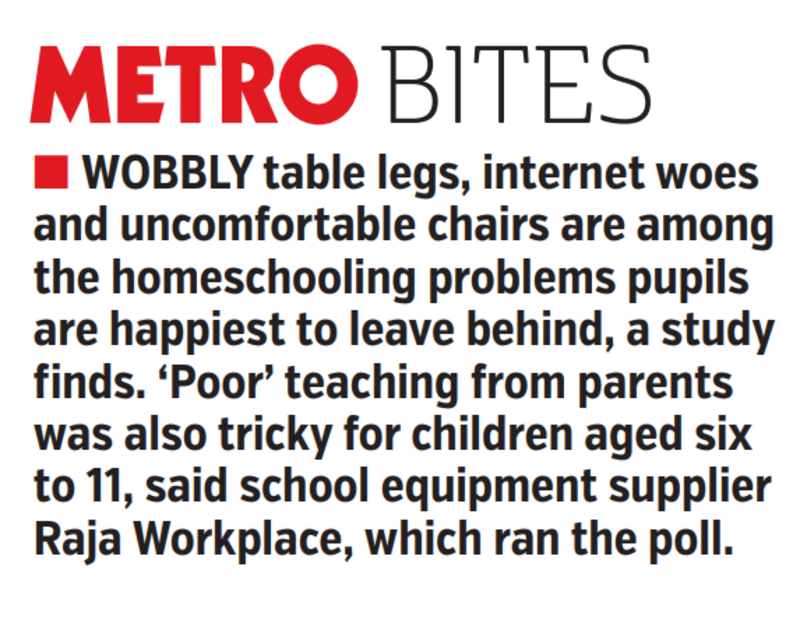 METRO BITES
■ WOBBLY table legs, internet woes
and uncomfortable chairs are among
the homeschooling problems pupils
are happiest to leave behind, a study
finds. ‘Poor’ teaching from parents
was also tricky for children aged six
to 11, said school equipment supplier
Raja Workplace, which ran the poll.